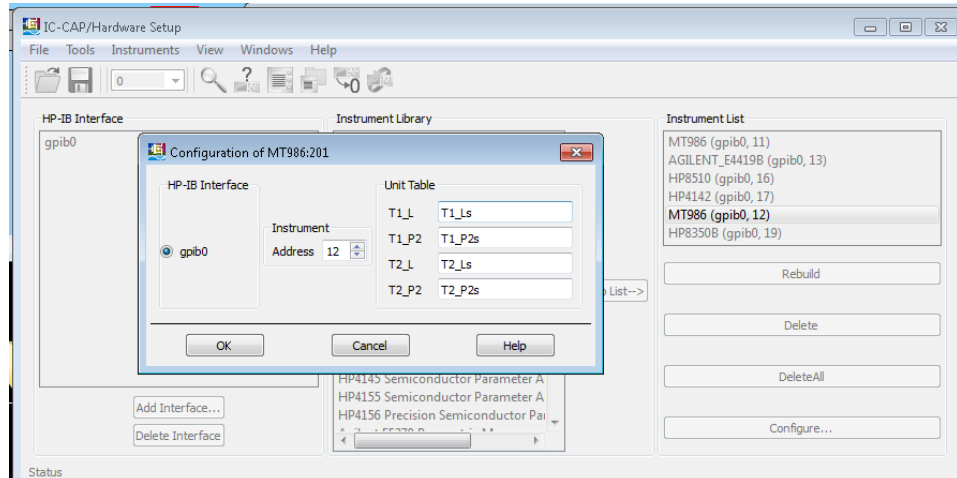 IC-CAP/Hardware Setup
File Tools Instruments View Windows Help
0
HP-IB Interface
gpib0
Instrument Library
Instrument List
MT986 (gpib0, 11)
AGILENT_E4419B (gpib0, 13)
HP8510 (gpib0, 16)
HP4142 (gpib0, 17)
MT986 (gpib0, 12)
HP8350B (gpib0, 19)
Configuration of MT986:201
HP-IB Interface
gpib0
Instrument
Address 12
Unit Table
T1_L T1_Ls
T1_P2 T1_P2s
T2_L T2_Ls
T2_P2 T2_P2s
OK Cancel Help
List-->
Rebuild
Delete
DeleteAll
Configure...
HP4145 Semiconductor Parameter A
HP4155 Semiconductor Parameter A
HP4156 Precision Semiconductor Par
Add Interface...
Delete Interface
Status